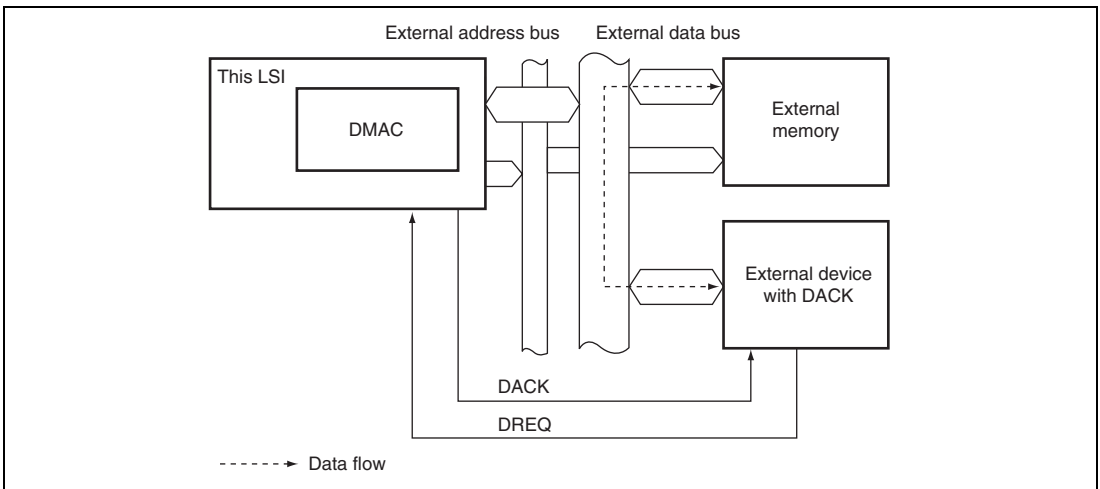 External address bus
External data bus
This LSI
DMAC
External
memory
External device
with DACK
DACK
DREQ
Data flow